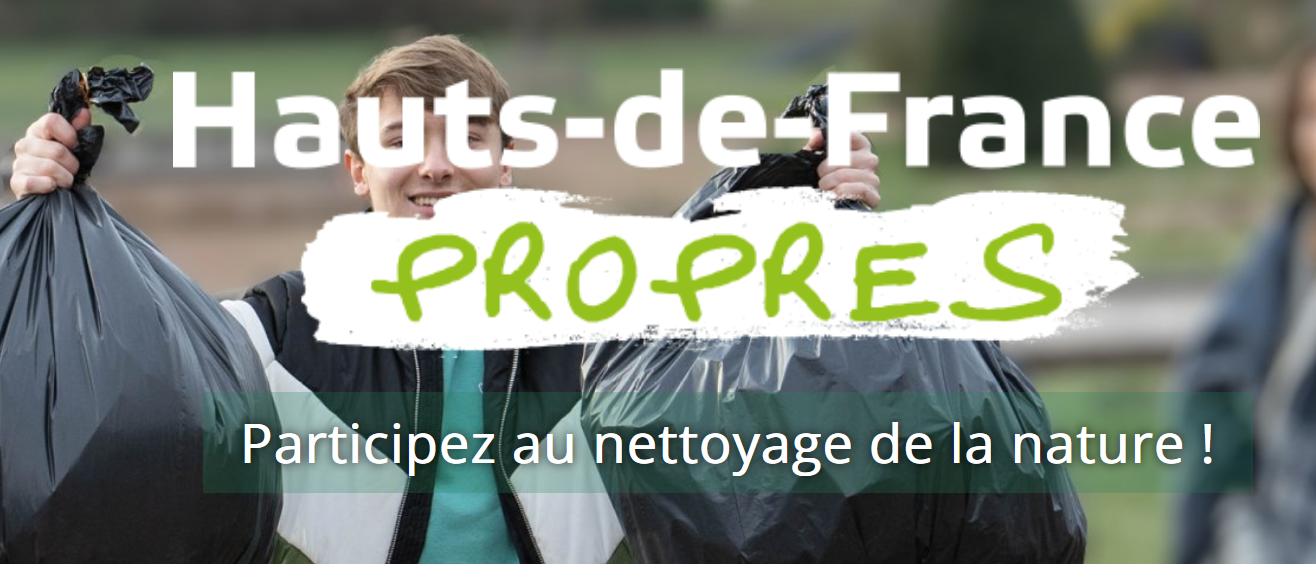 Hauts-de-France
PROPRES
Participez au nettoyage de la nature !